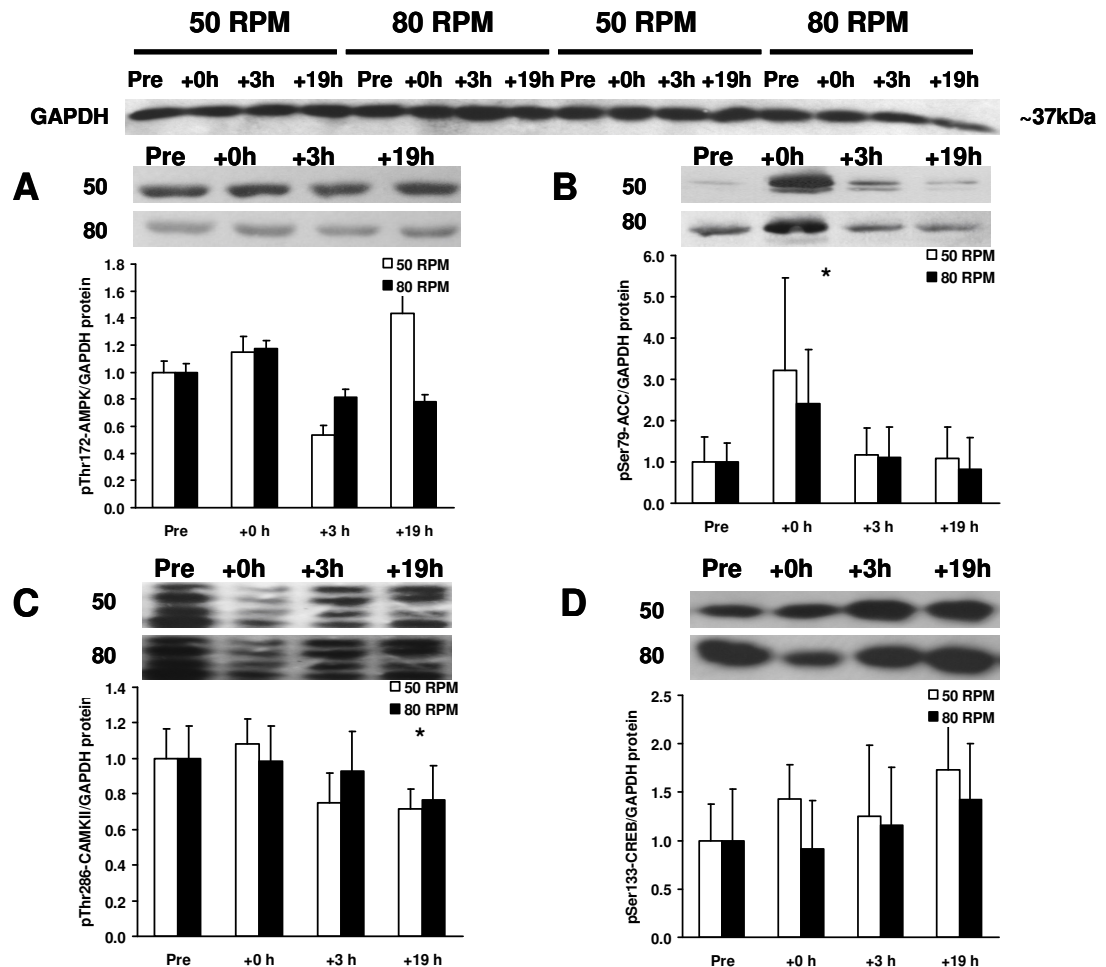 50 RPM 80 RPM 50 RPM 80 RPM
Pre +0h +3h +19h Pre +0h +3h +19h Pre +0h +3h +19h Pre +0h +3h +19h
GAPDH ~37kDa
A
Pre +0h +3h +19h
50
80
50 RPM
80 RPM
pThr172-AMPK/GAPDH protein
1.8
1.6
1.4
1.2
1.0
0.8
0.6
0.4
0.2
0.0
Pre +0 h +3 h +19 h
B
Pre +0h +3h +19h
50
80
50 RPM
80 RPM
*
pSer79-ACC/GAPDH protein
6.0
5.0
4.0
3.0
2.0
1.0
0.0
Pre +0 h +3 h +19 h
C
Pre +0h +3h +19h
50
80
50 RPM
80 RPM
*
pThr286-CAMKII/GAPDH protein
1.4
1.2
1.0
0.8
0.6
0.4
0.2
0.0
Pre +0 h +3 h +19 h
D
Pre +0h +3h +19h
50
80
50 RPM
80 RPM
pSer133-CREB/GAPDH protein
2.5
2.0
1.5
1.0
0.5
0.0
Pre +0 h +3 h +19 h